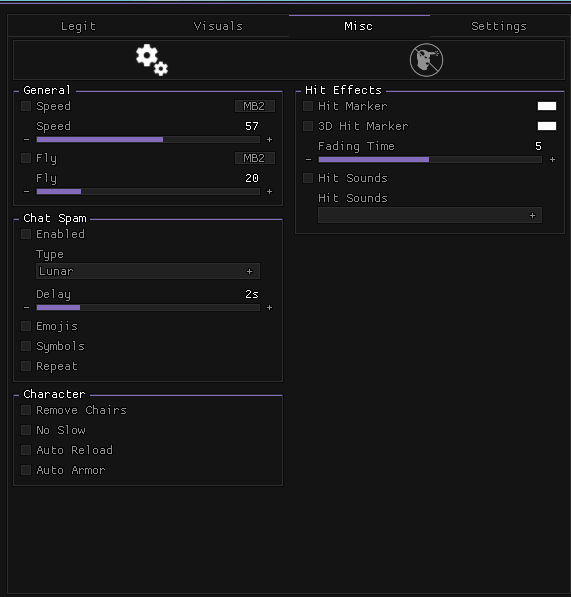 Legit Visuals Misc Settings
General
Speed MB2
Speed 57
- +
Fly MB2
Fly 20
- +
Chat Spam
Enabled
Type
Lunar +
Delay 2s
- +
Emojis
Symbols
Repeat
Character
Remove Chairs
No Slow
Auto Reload
Auto Armor
Hit Effects
Hit Marker
3D Hit Marker
Fading Time 5
- +
Hit Sounds
Hit Sounds
+